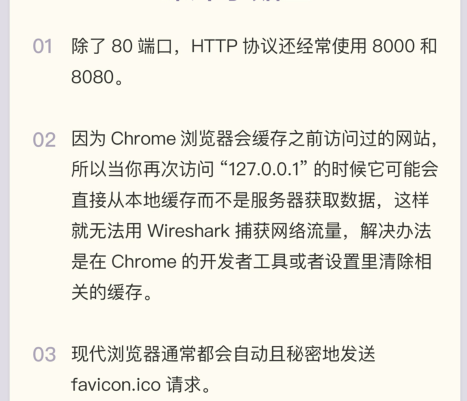 01 除了 80 端口，HTTP 协议还经常使用 8000 和
8080。
02 因为 Chrome 浏览器会缓存之前访问过的网站，
所以当你再次访问 “127.0.0.1” 的时候它可能会
直接从本地缓存而不是服务器获取数据，这样
就无法用 Wireshark 捕获网络流量，解决办法
是在 Chrome 的开发者工具或者设置里清除相
关的缓存。
03 现代浏览器通常都会自动且秘密地发送
favicon.ico 请求。